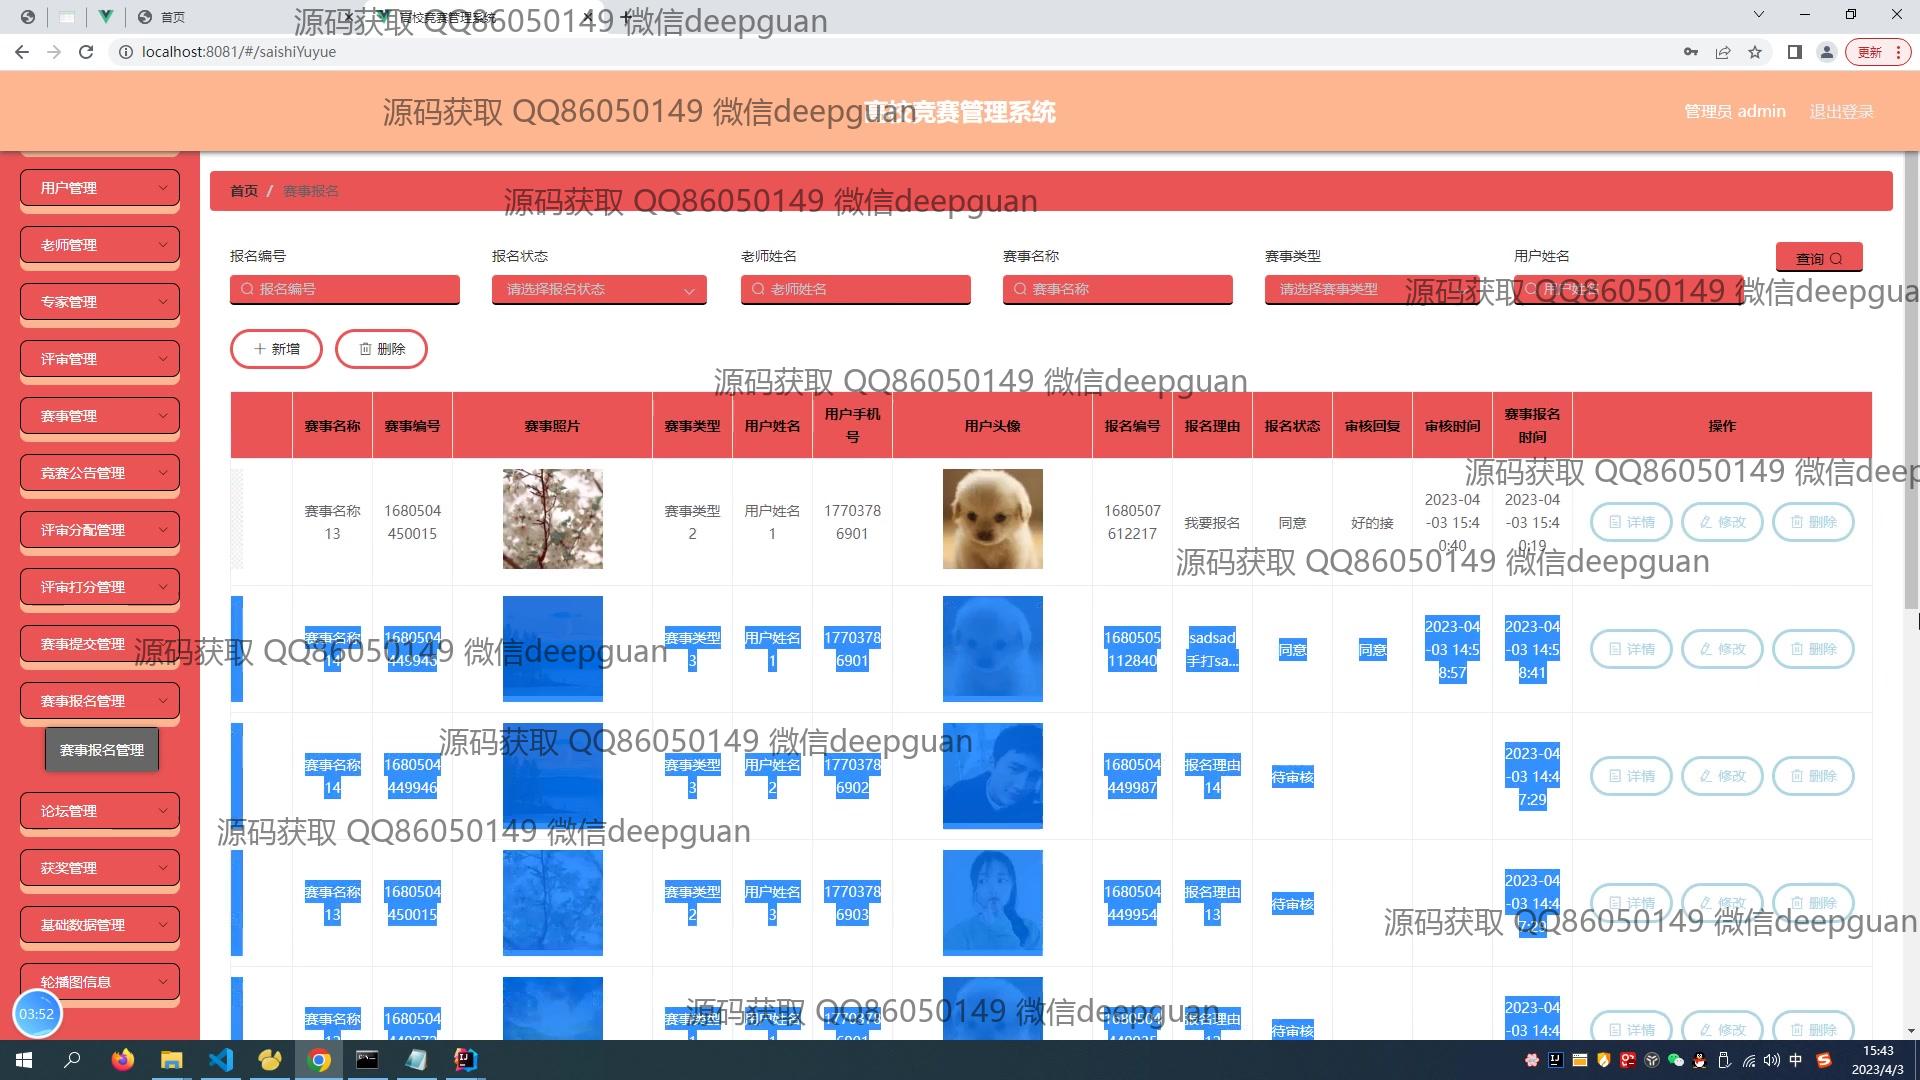 首页
高校竞赛管理系统
源码获取 QQ86050149 微信deepguan
localhost:8081/#/saishiYuyue
更新
源码获取 QQ86050149 微信deepguan
高校竞赛管理系统
管理员 admin
退出登录
用户管理
老师管理
专家管理
评审管理
赛事管理
竞赛公告管理
评审分配管理
评审打分管理
赛事提交管理
赛事报名管理
赛事报名管理
论坛管理
获奖管理
基础数据管理
轮播图信息
03:52
首页 / 赛事报名
源码获取 QQ86050149 微信deepguan
报名编号 报名状态 老师姓名 赛事名称 赛事类型 用户姓名
查询
报名编号 请选择报名状态 老师姓名 赛事名称 请选择赛事类型 用户姓名
源码获取 QQ86050149 微信deepgua
新增 删除
源码获取 QQ86050149 微信deepguan
赛事名称 赛事编号 赛事照片 赛事类型 用户姓名 用户手机号 用户头像 报名编号 报名理由 报名状态 审核回复 审核时间 赛事报名时间 操作
源码获取 QQ86050149 微信deep
赛事名称13 1680504450015 赛事类型2 用户姓名1 17703786901 1680507612217 我要报名 同意 好的接 2023-04-03 15:40:40 2023-04-03 15:40:19 详情 修改 删除
源码获取 QQ86050149 微信deepguan
赛事名称14 1680504449946 赛事类型3 用户姓名1 17703786901 1680505112840 sadsad手打sa... 同意 同意 2023-04-03 14:58:57 2023-04-03 14:58:41 详情 修改 删除
源码获取 QQ86050149 微信deepguan
源码获取 QQ86050149 微信deepguan
赛事名称14 1680504449946 赛事类型3 用户姓名2 17703786902 1680504449987 报名理由14 待审核 2023-04-03 14:47:29 详情 修改 删除
源码获取 QQ86050149 微信deepguan
赛事名称13 1680504450015 赛事类型2 用户姓名3 17703786903 1680504449954 报名理由13 待审核 2023-04-03 14:47:29 详情 修改 删除
源码获取 QQ86050149 微信deepguan
赛事名称 1680504 赛事类型 用户姓名 1770378 1680504 报名理由 待审核 2023-04-03 14:4 详情 修改 删除
源码获取 QQ86050149 微信deepguan
中
15:43
2023/4/3